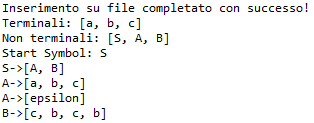 Inserimento su file completato con successo!
Terminali: [a, b, c]
Non terminali: [S, A, B]
Start Symbol: S
S->[A, B]
A->[a, b, c]
A->[epsilon]
B->[c, b, c, b]